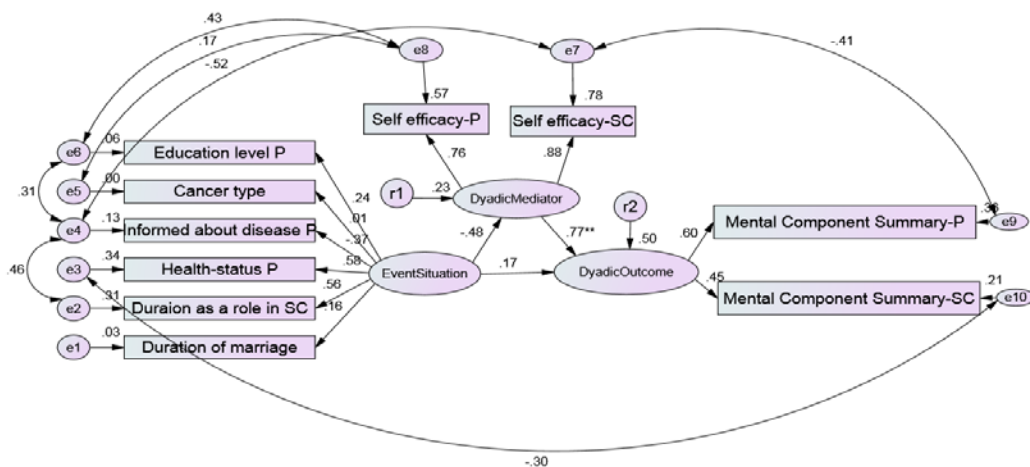 .43
.17
-.52
e8
e7
-.41
.57
.78
Self efficacy-P
Self efficacy-SC
e6
.06
Education level P
.76
.88
.31
e5
.00
Cancer type
.24
r1
.23
DyadicMediator
r2
e4
.13
Informed about disease P
.01
-.37
.77**
.50
.60
Mental Component Summary-P
.36
e9
.46
e3
.34
Health-status P
.58
-.48
EventSituation
.17
DyadicOutcome
.56
.45
e2
.31
Duraion as a role in SC
.16
Mental Component Summary-SC
.21
e10
e1
.03
Duration of marriage
-.30